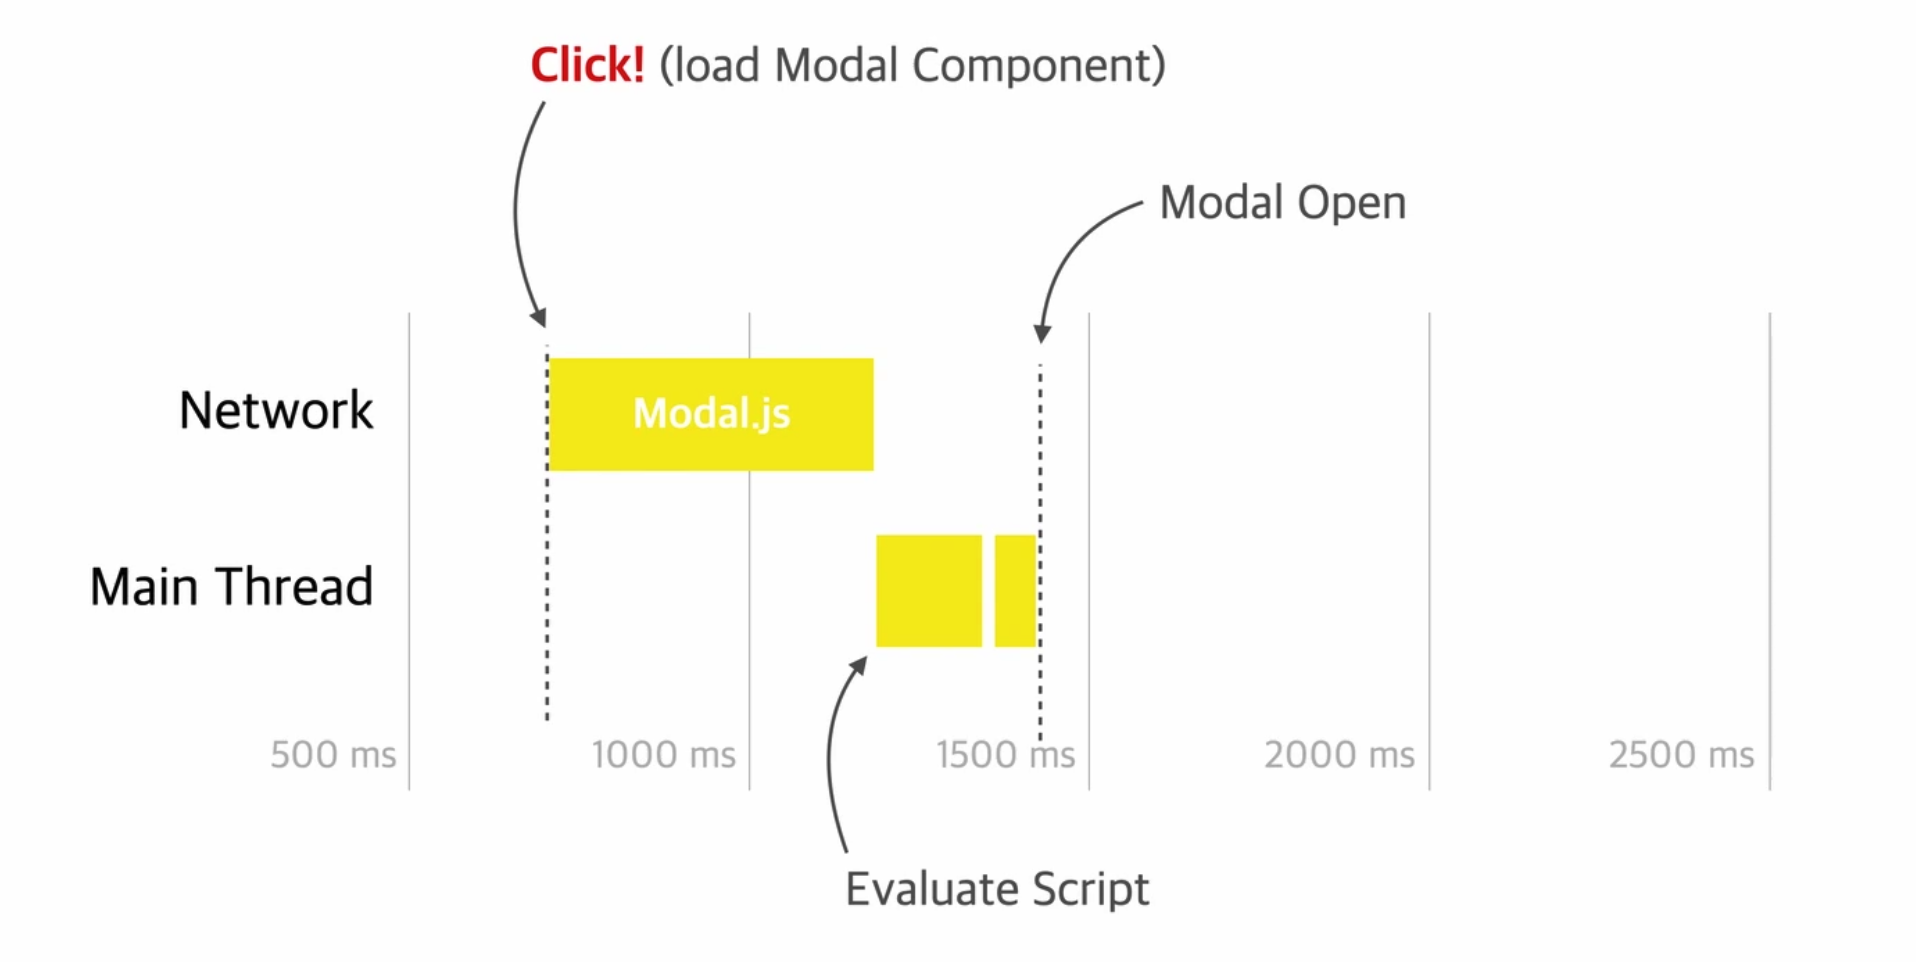 Click! (load Modal Component)
Modal Open
Network
Modal.js
Main Thread
500 ms
1000 ms
1500 ms
2000 ms
2500 ms
Evaluate Script